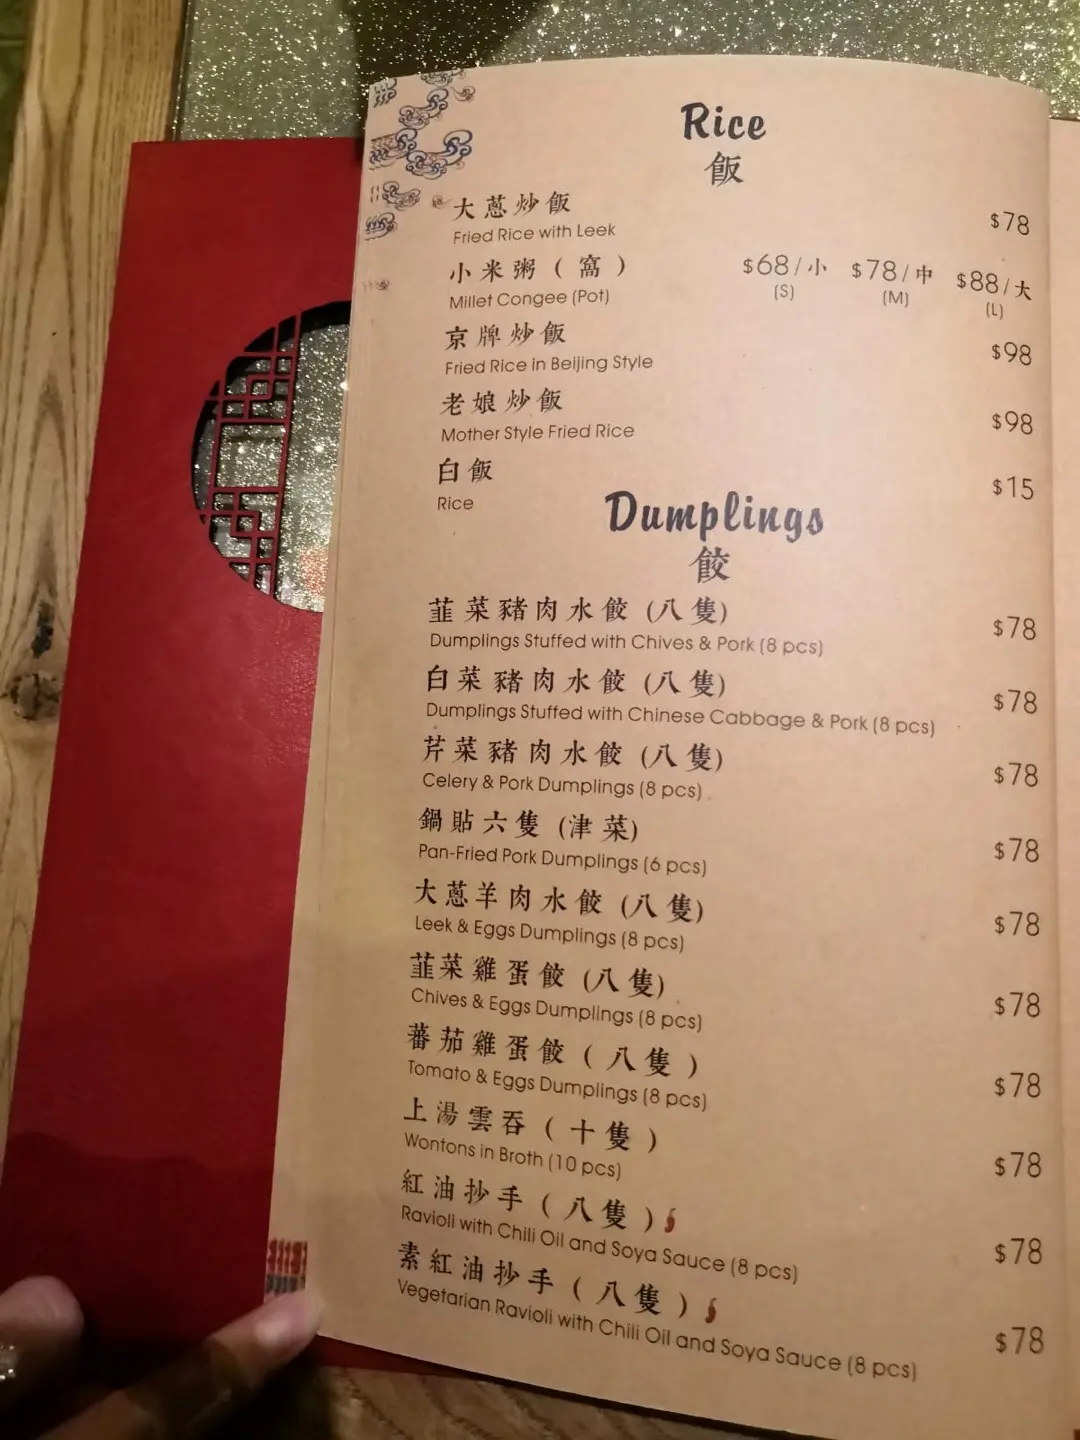 Rice
飯
大蔥炒飯 $78
Fried Rice with Leek
小米粥(窩) $68/小 $78/中 $88/大
Millet Congee (Pot) (S) (M) (L)
京牌炒飯 $98
Fried Rice in Beijing Style
老娘炒飯 $98
Mother Style Fried Rice
白飯 $15
Rice
Dumplings
餃
韮菜豬肉水餃 (八隻) $78
Dumplings Stuffed with Chives & Pork (8 pcs)
白菜豬肉水餃 (八隻) $78
Dumplings Stuffed with Chinese Cabbage & Pork (8 pcs)
芹菜豬肉水餃 (八隻) $78
Celery & Pork Dumplings (8 pcs)
鍋貼六隻 (津菜) $78
Pan-Fried Pork Dumplings (6 pcs)
大蔥羊肉水餃 (八隻) $78
Leek & Eggs Dumplings (8 pcs)
韮菜雞蛋餃 (八隻) $78
Chives & Eggs Dumplings (8 pcs)
蕃茄雞蛋餃 (八隻) $78
Tomato & Eggs Dumplings (8 pcs)
上湯雲吞 (十隻) $78
Wontons in Broth (10 pcs)
紅油抄手 (八隻) $78
Ravioli with Chili Oil and Soya Sauce (8 pcs)
素紅油抄手 (八隻) $78
Vegetarian Ravioli with Chili Oil and Soya Sauce (8 pcs)